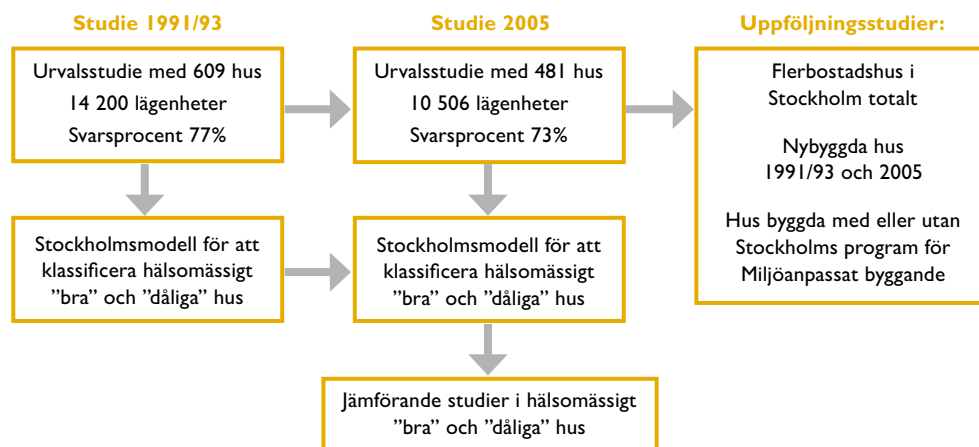 Studie 1991/93
Urvalsstudie med 609 hus
14 200 lägenheter
Svarsprocent 77%
Stockholmsmodell för att
klassificera hälsomässigt
”bra” och ”dåliga” hus
Studie 2005
Urvalsstudie med 481 hus
10 506 lägenheter
Svarsprocent 73%
Stockholmsmodell för att
klassificera hälsomässigt
”bra” och ”dåliga” hus
Jämförande studier i hälsomässigt
”bra” och ”dåliga” hus
Uppföljningsstudier:
Flerbostadshus i
Stockholm totalt
Nybyggda hus
1991/93 och 2005
Hus byggda med eller utan
Stockholms program för
Miljöanpassat byggande